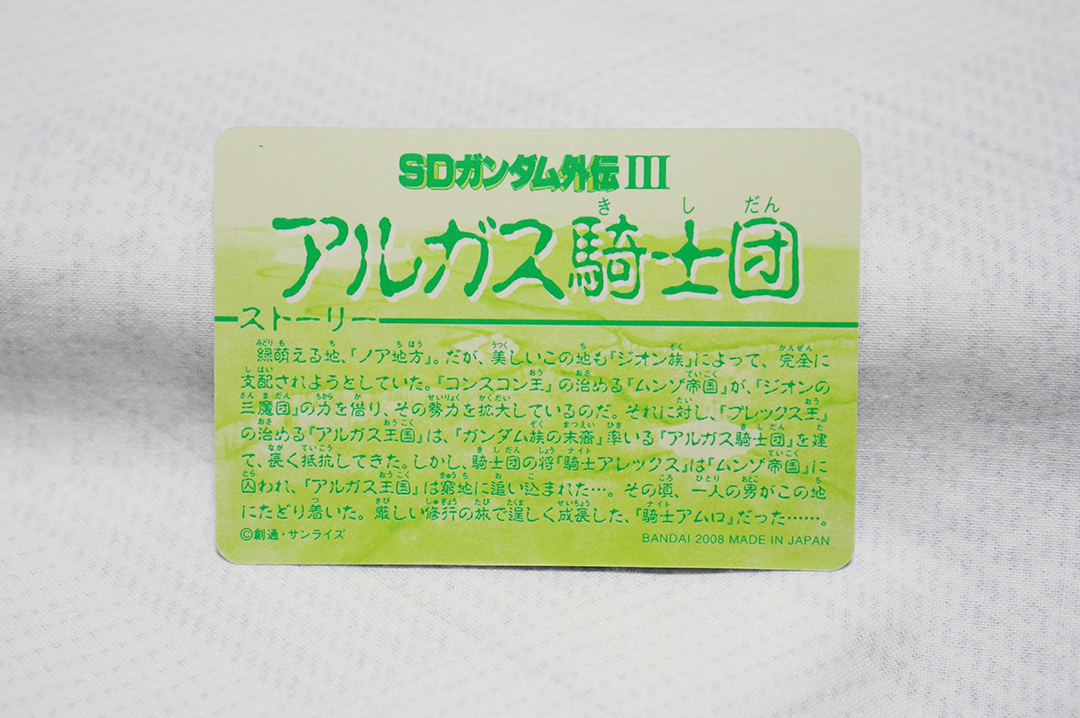 SDガンダム外伝III
アルガス騎士団
きしだん
ストーリー
緑萌える地、「ノア地方」。だが、美しいこの地も「ジオン族」によって、完全に
支配されようとしていた。「コンスコン王」の治める「ムンゾ帝国」が、「ジオンの
三魔団」の力を借り、その勢力を拡大しているのだ。それに対し、「ブレックス王」
の治める「アルガス王国」は、「ガンダム族の末裔」率いる「アルガス騎士団」を建
て、長く抵抗してきた。しかし、騎士団の将「騎士アレックス」は「ムンゾ帝国」に
囚われ、「アルガス王国」は窮地に追い込まれた…。その頃、一人の男がこの地
にたどり着いた。厳しい修行の旅で逞しく成長した、「騎士アムロ」だった……。
©創通・サンライズ
BANDAI 2008 MADE IN JAPAN